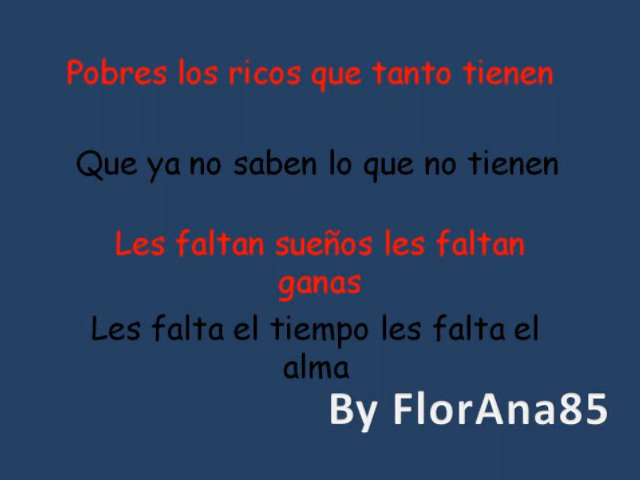 Pobres los ricos que tanto tienen
Que ya no saben lo que no tienen
Les faltan sueños les faltan
ganas
Les falta el tiempo les falta el
alma
By FlorAna85